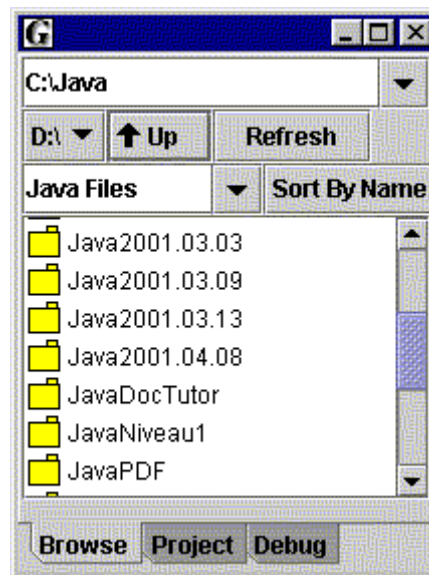 G
C:\Java
D:\ Up Refresh
Java Files Sort By Name
Java2001.03.03
Java2001.03.09
Java2001.03.13
Java2001.04.08
JavaDocTutor
JavaNiveau1
JavaPDF
Browse Project Debug